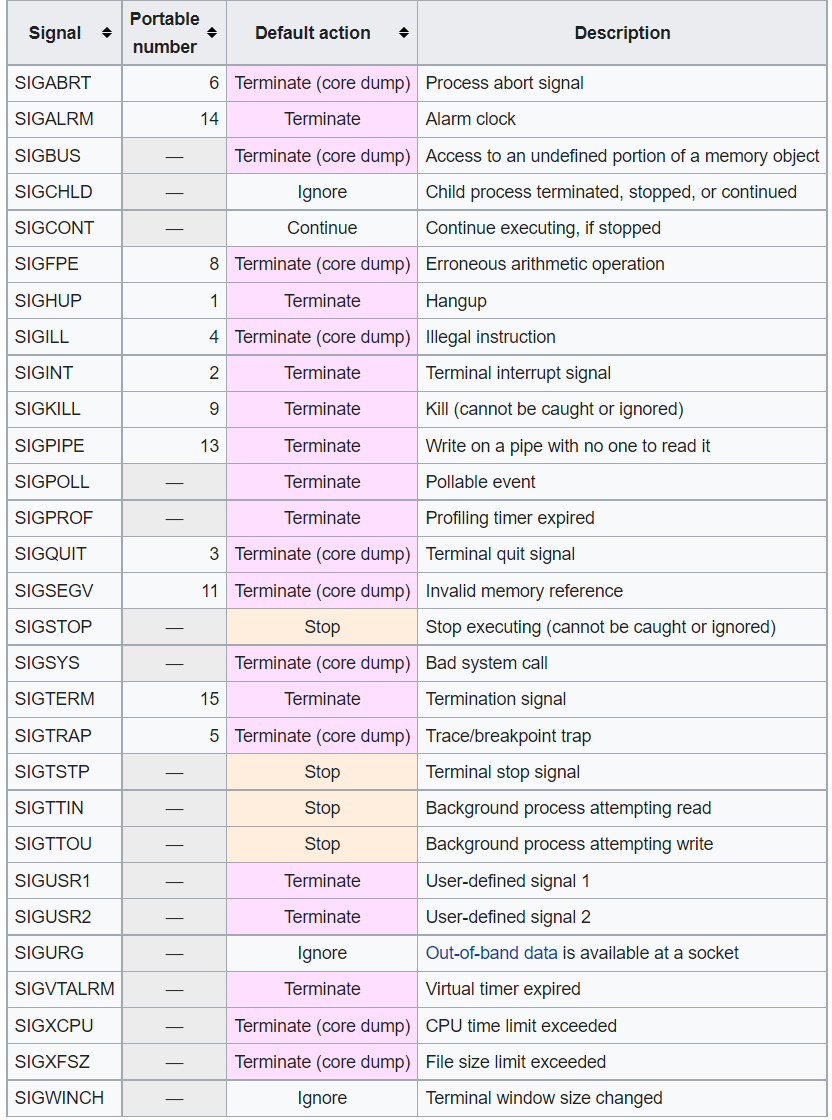 Signal Portable number Default action Description
SIGABRT 6 Terminate (core dump) Process abort signal
SIGALRM 14 Terminate Alarm clock
SIGBUS — Terminate (core dump) Access to an undefined portion of a memory object
SIGCHLD — Ignore Child process terminated, stopped, or continued
SIGCONT — Continue Continue executing, if stopped
SIGFPE 8 Terminate (core dump) Erroneous arithmetic operation
SIGHUP 1 Terminate Hangup
SIGILL 4 Terminate (core dump) Illegal instruction
SIGINT 2 Terminate Terminal interrupt signal
SIGKILL 9 Terminate Kill (cannot be caught or ignored)
SIGPIPE 13 Terminate Write on a pipe with no one to read it
SIGPOLL — Terminate Pollable event
SIGPROF — Terminate Profiling timer expired
SIGQUIT 3 Terminate (core dump) Terminal quit signal
SIGSEGV 11 Terminate (core dump) Invalid memory reference
SIGSTOP — Stop Stop executing (cannot be caught or ignored)
SIGSYS — Terminate (core dump) Bad system call
SIGTERM 15 Terminate Termination signal
SIGTRAP 5 Terminate (core dump) Trace/breakpoint trap
SIGTSTP — Stop Terminal stop signal
SIGTTIN — Stop Background process attempting read
SIGTTOU — Stop Background process attempting write
SIGUSR1 — Terminate User-defined signal 1
SIGUSR2 — Terminate User-defined signal 2
SIGURG — Ignore Out-of-band data is available at a socket
SIGVTALRM — Terminate Virtual timer expired
SIGXCPU — Terminate (core dump) CPU time limit exceeded
SIGXFSZ — Terminate (core dump) File size limit exceeded
SIGWINCH — Ignore Terminal window size changed